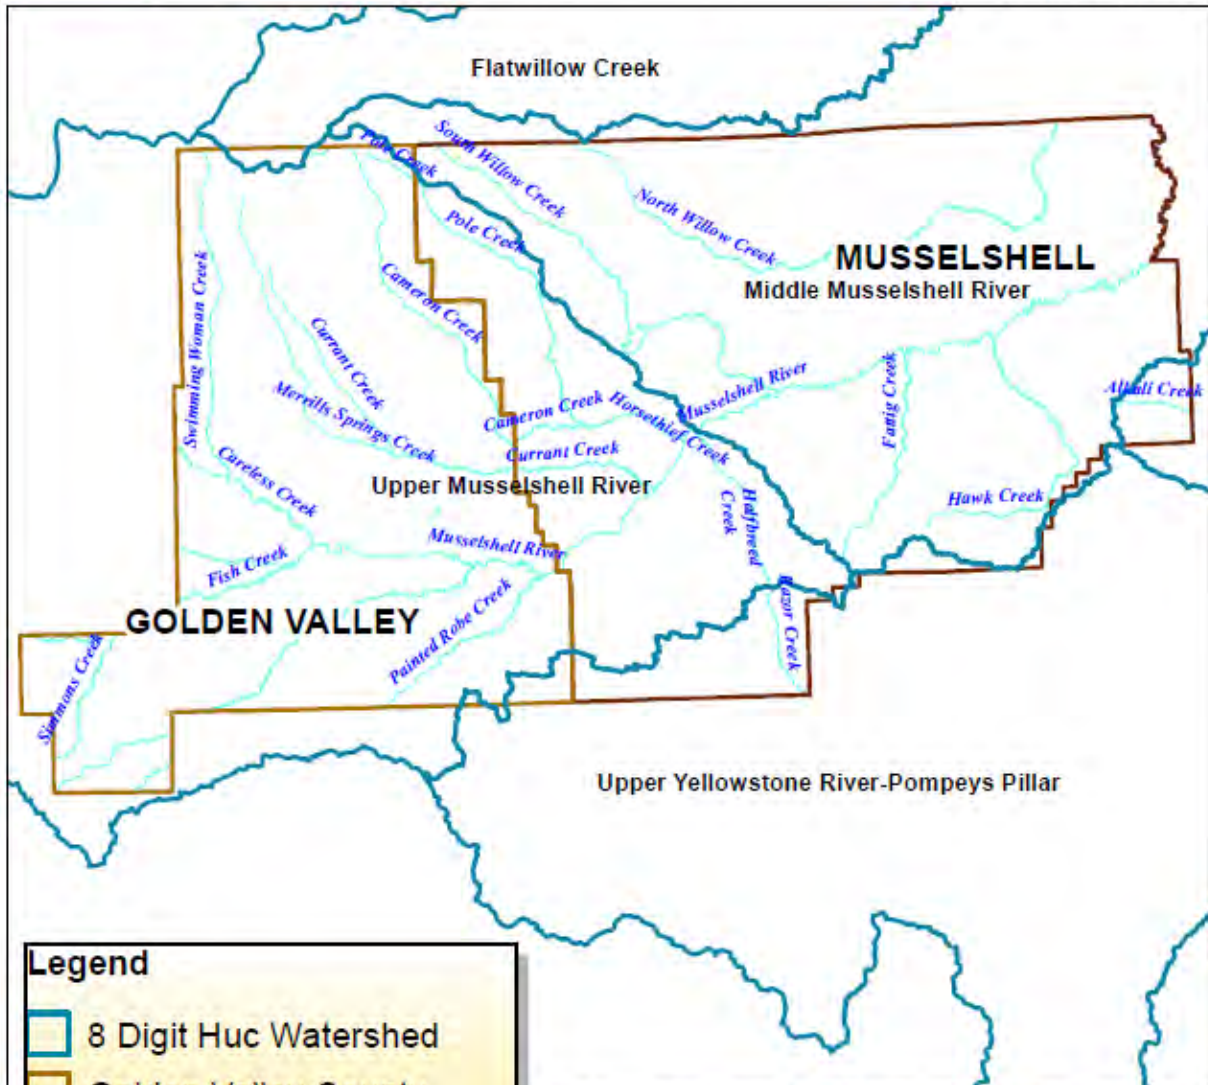 Flatwillow Creek
Pole Creek
South Willow Creek
North Willow Creek
Pole Creek
MUSSELSHELL
Middle Musselshell River
Swimming Woman Creek
Cameron Creek
Currant Creek
Merrills Springs Creek
Cameron Creek
Horsethief Creek
Musselshell River
Fattig Creek
Alkali Creek
Careless Creek
Currant Creek
Upper Musselshell River
Halfbreed
Creek
Hawk Creek
Musselshell River
Fish Creek
Painted Robe Creek
Razor Creek
GOLDEN VALLEY
Simmons Creek
Upper Yellowstone River-Pompeys Pillar
Legend
8 Digit Huc Watershed